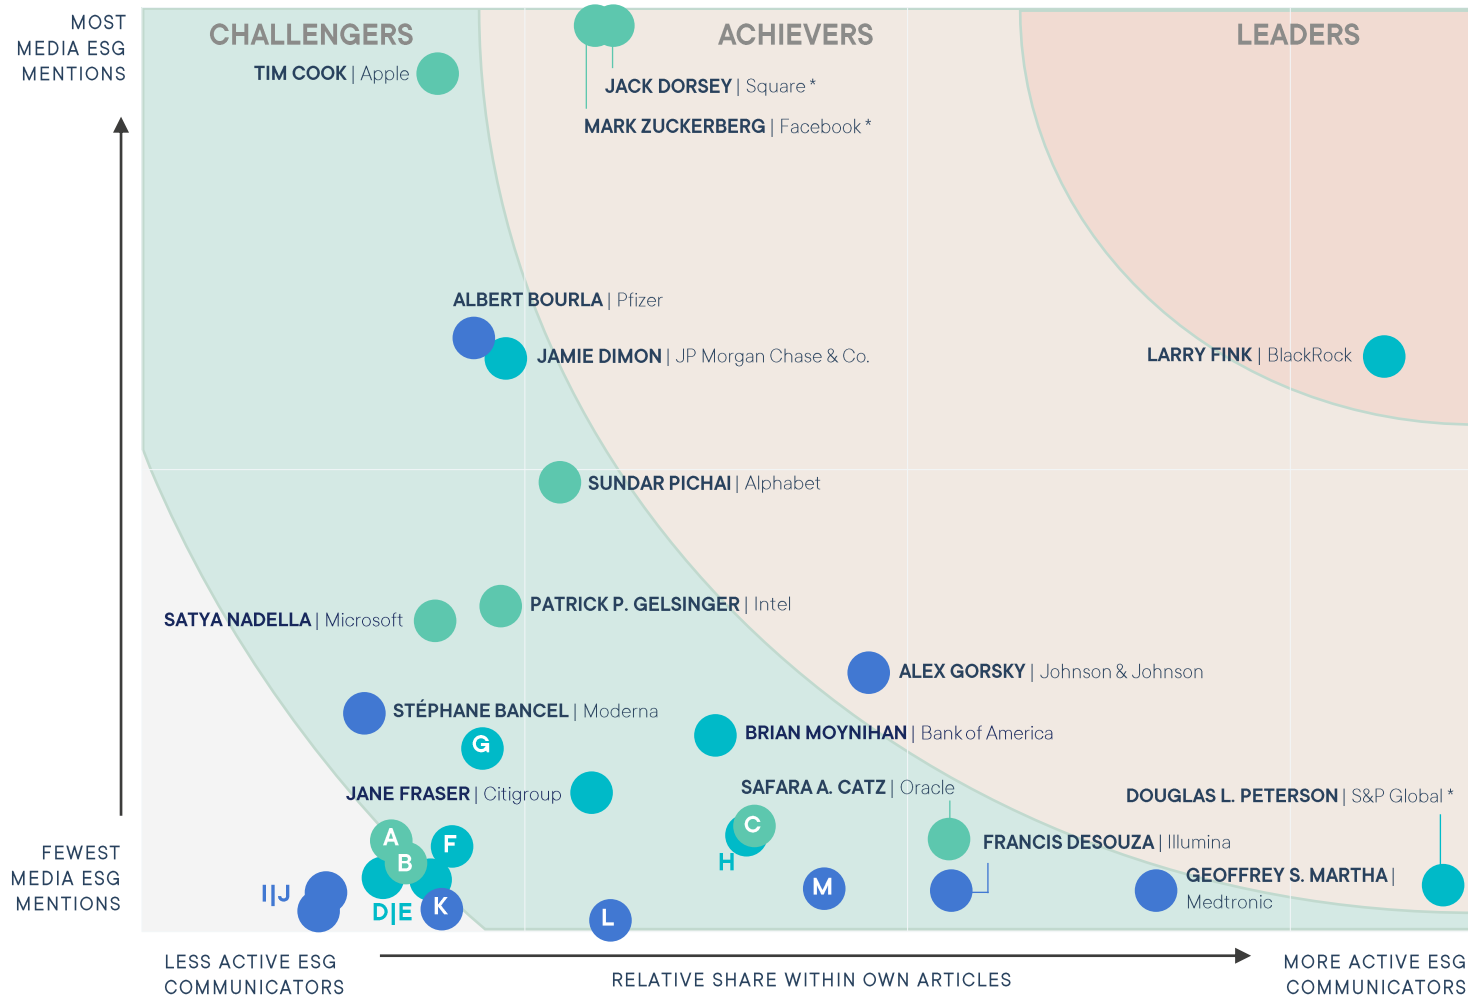 MOST
MEDIA ESG
MENTIONS
CHALLENGERS
ACHIEVERS
LEADERS
TIM COOK | Apple
JACK DORSEY | Square *
MARK ZUCKERBERG | Facebook *
ALBERT BOURLA | Pfizer
JAMIE DIMON | JP Morgan Chase & Co.
LARRY FINK | BlackRock
SUNDAR PICHAI | Alphabet
PATRICK P. GELSINGER | Intel
SATYA NADELLA | Microsoft
ALEX GORSKY | Johnson & Johnson
STÉPHANE BANCEL | Moderna
BRIAN MOYNIHAN | Bank of America
G
JANE FRASER | Citigroup
SAFARA A. CATZ | Oracle
DOUGLAS L. PETERSON | S&P Global *
A
B
F
C
H
FRANCIS DESOUZA | Illumina
GEOFFREY S. MARTHA |
Medtronic
I|J
D|E
K
L
M
FEWEST
MEDIA ESG
MENTIONS
LESS ACTIVE ESG
COMMUNICATORS
RELATIVE SHARE WITHIN OWN ARTICLES
MORE ACTIVE ESG
COMMUNICATORS